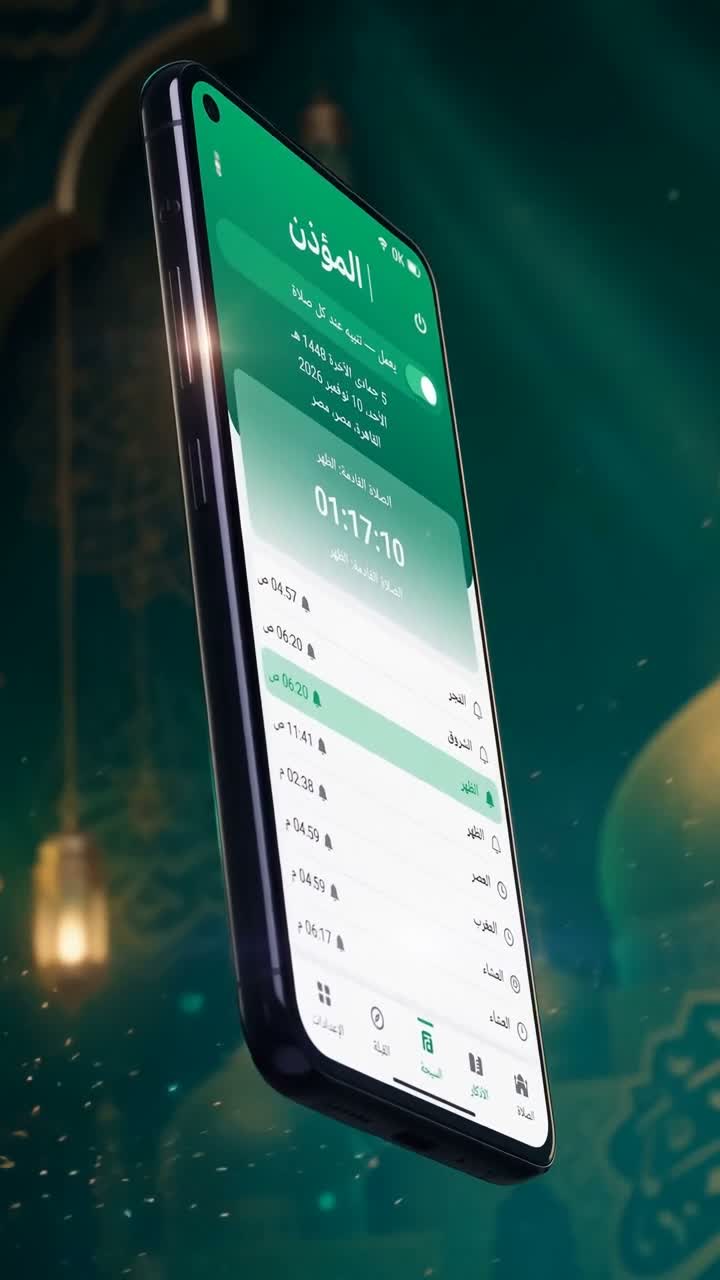 0K
المؤذن
يعمل — تنبيه عند كل صلاة
5 جمادى الآخرة 1448 هـ
الأحد، 10 نوفمبر 2026
القاهرة, مصر, مصر
الصلاة القادمة: الظهر
01:17:10
الصلاة القادمة: الظهر
04:57 ص
06:20 ص
الفجر
06:20 ص
الشروق
11:41 ص
الظهر
02:38 م
الظهر
04:59 م
العصر
04:59 م
المغرب
06:17 م
العشاء
العشاء
الإعدادات
القبلة
السبحة
الأذكار
الصلاة